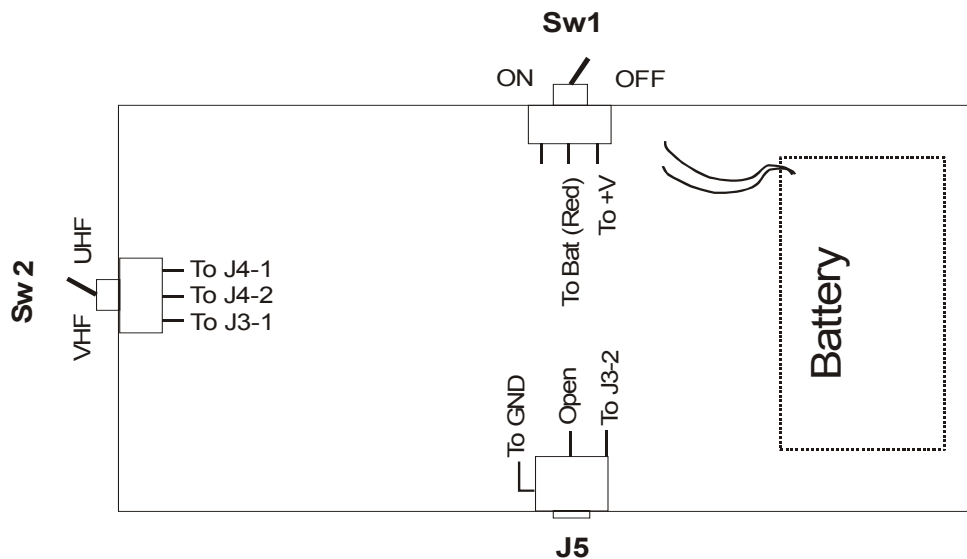 Sw1
ON
OFF
To Bat (Red)
To +V
Battery
Sw 2
UHF
VHF
To J4-1
To J4-2
To J3-1
To GND
Open
To J3-2
J5